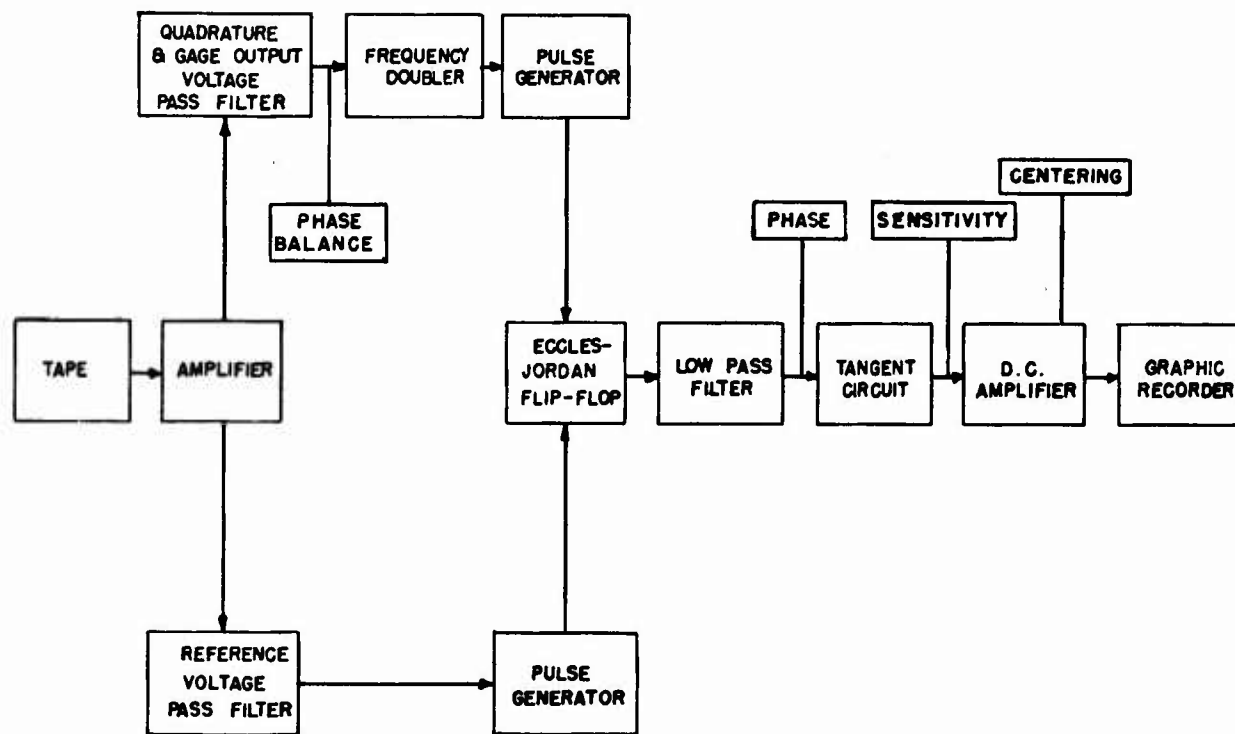 QUADRATURE
& GAGE OUTPUT
VOLTAGE
PASS FILTER
FREQUENCY
DOUBLER
PULSE
GENERATOR
PHASE
BALANCE
CENTERING
PHASE
SENSITIVITY
TAPE
AMPLIFIER
ECCLES-
JORDAN
FLIP-FLOP
LOW PASS
FILTER
TANGENT
CIRCUIT
D.C.
AMPLIFIER
GRAPHIC
RECORDER
REFERENCE
VOLTAGE
PASS FILTER
PULSE
GENERATOR